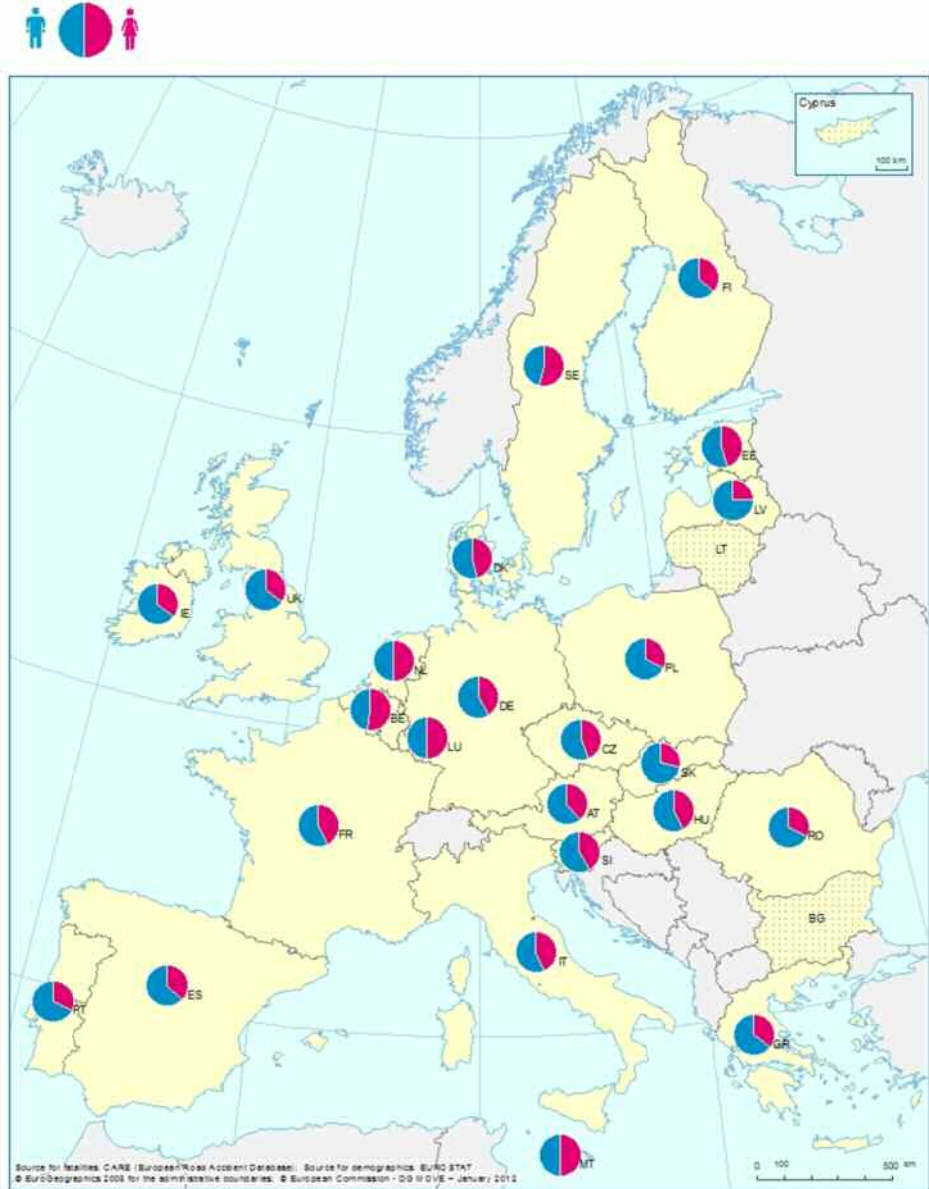 Cyprus
100 km
FI
SE
EE
LV
LT
DK
IE
UK
NL
PL
BE
DE
LU
CZ
SK
AT
HU
FR
RO
SI
BG
IT
ES
PT
GR
MT
Source for fatalities: CARE (European Road Accident Database); Source for demographics: EUROSTAT
© EuroGeographics 2008 for the administrative boundaries; © European Commission - DG MOVE – January 2012
0 100 500 km